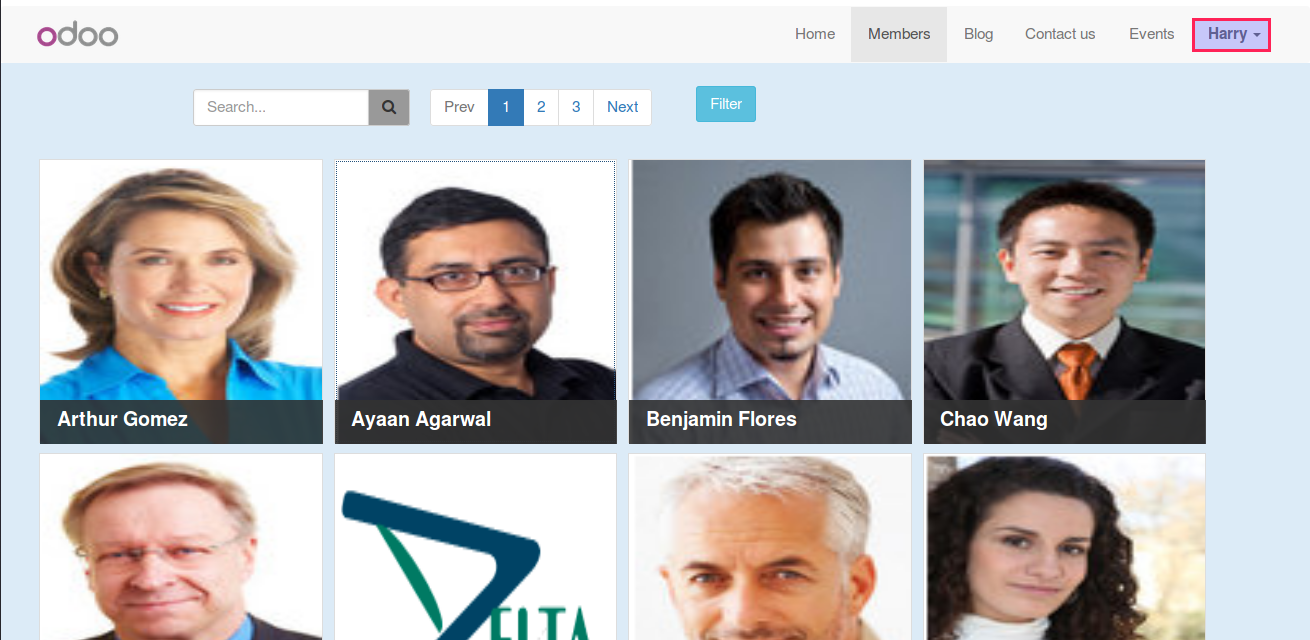 odoo
Home Members Blog Contact us Events Harry
Search... Prev 1 2 3 Next Filter
Arthur Gomez Ayaan Agarwal Benjamin Flores Chao Wang
ELTA